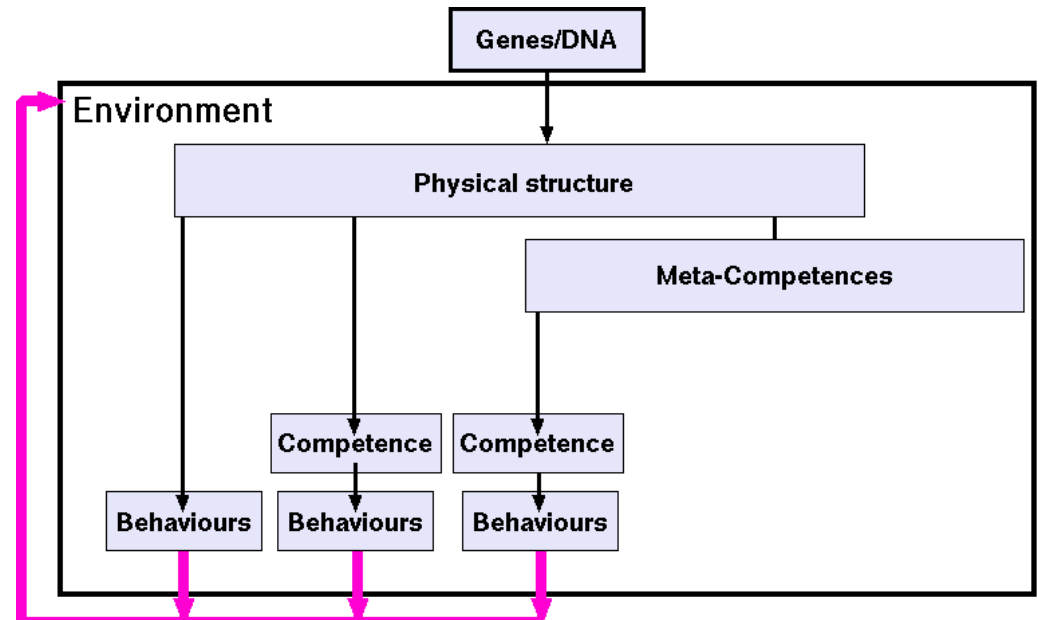 Genes/DNA
Environment
Physical structure
Meta-Competences
Competence
Competence
Behaviours
Behaviours
Behaviours